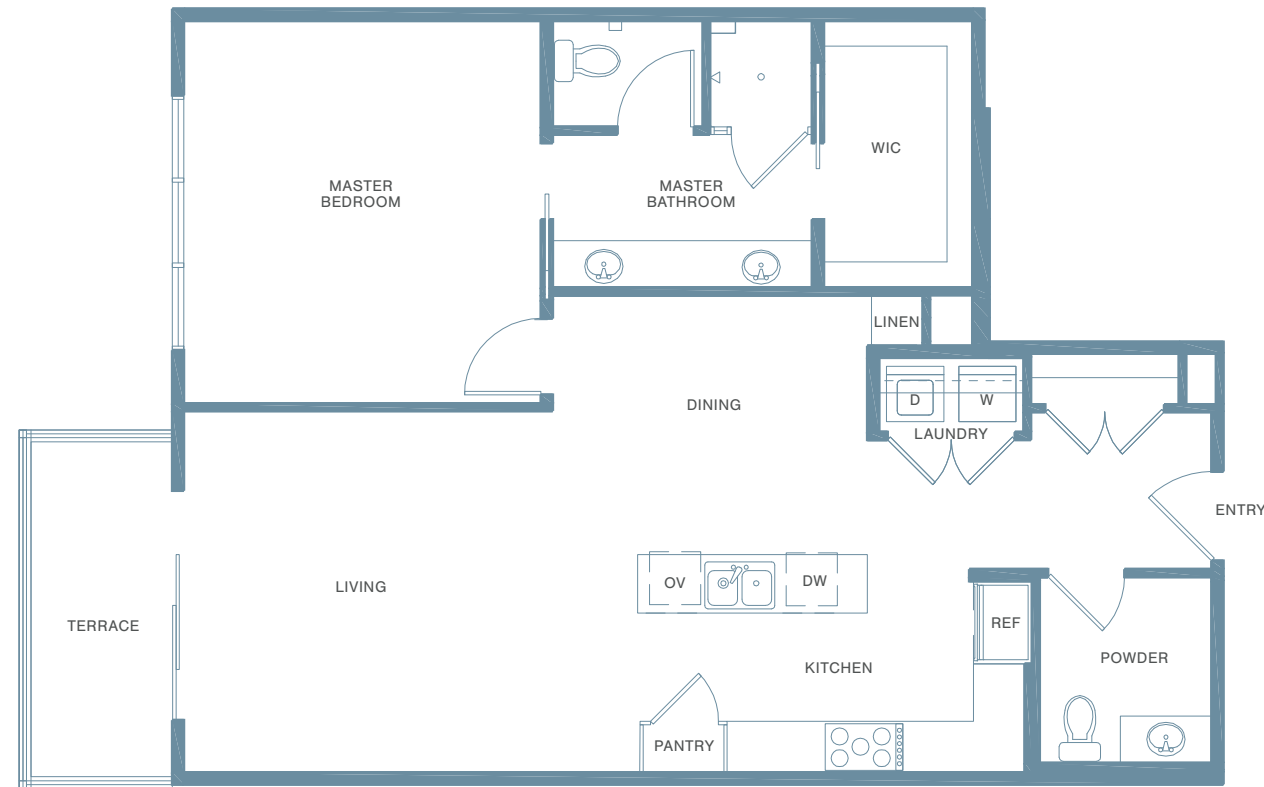 WIC
MASTER
BEDROOM
MASTER
BATHROOM
LINEN
D
W
DINING
LAUNDRY
ENTRY
OV
DW
LIVING
TERRACE
REF
POWDER
KITCHEN
PANTRY